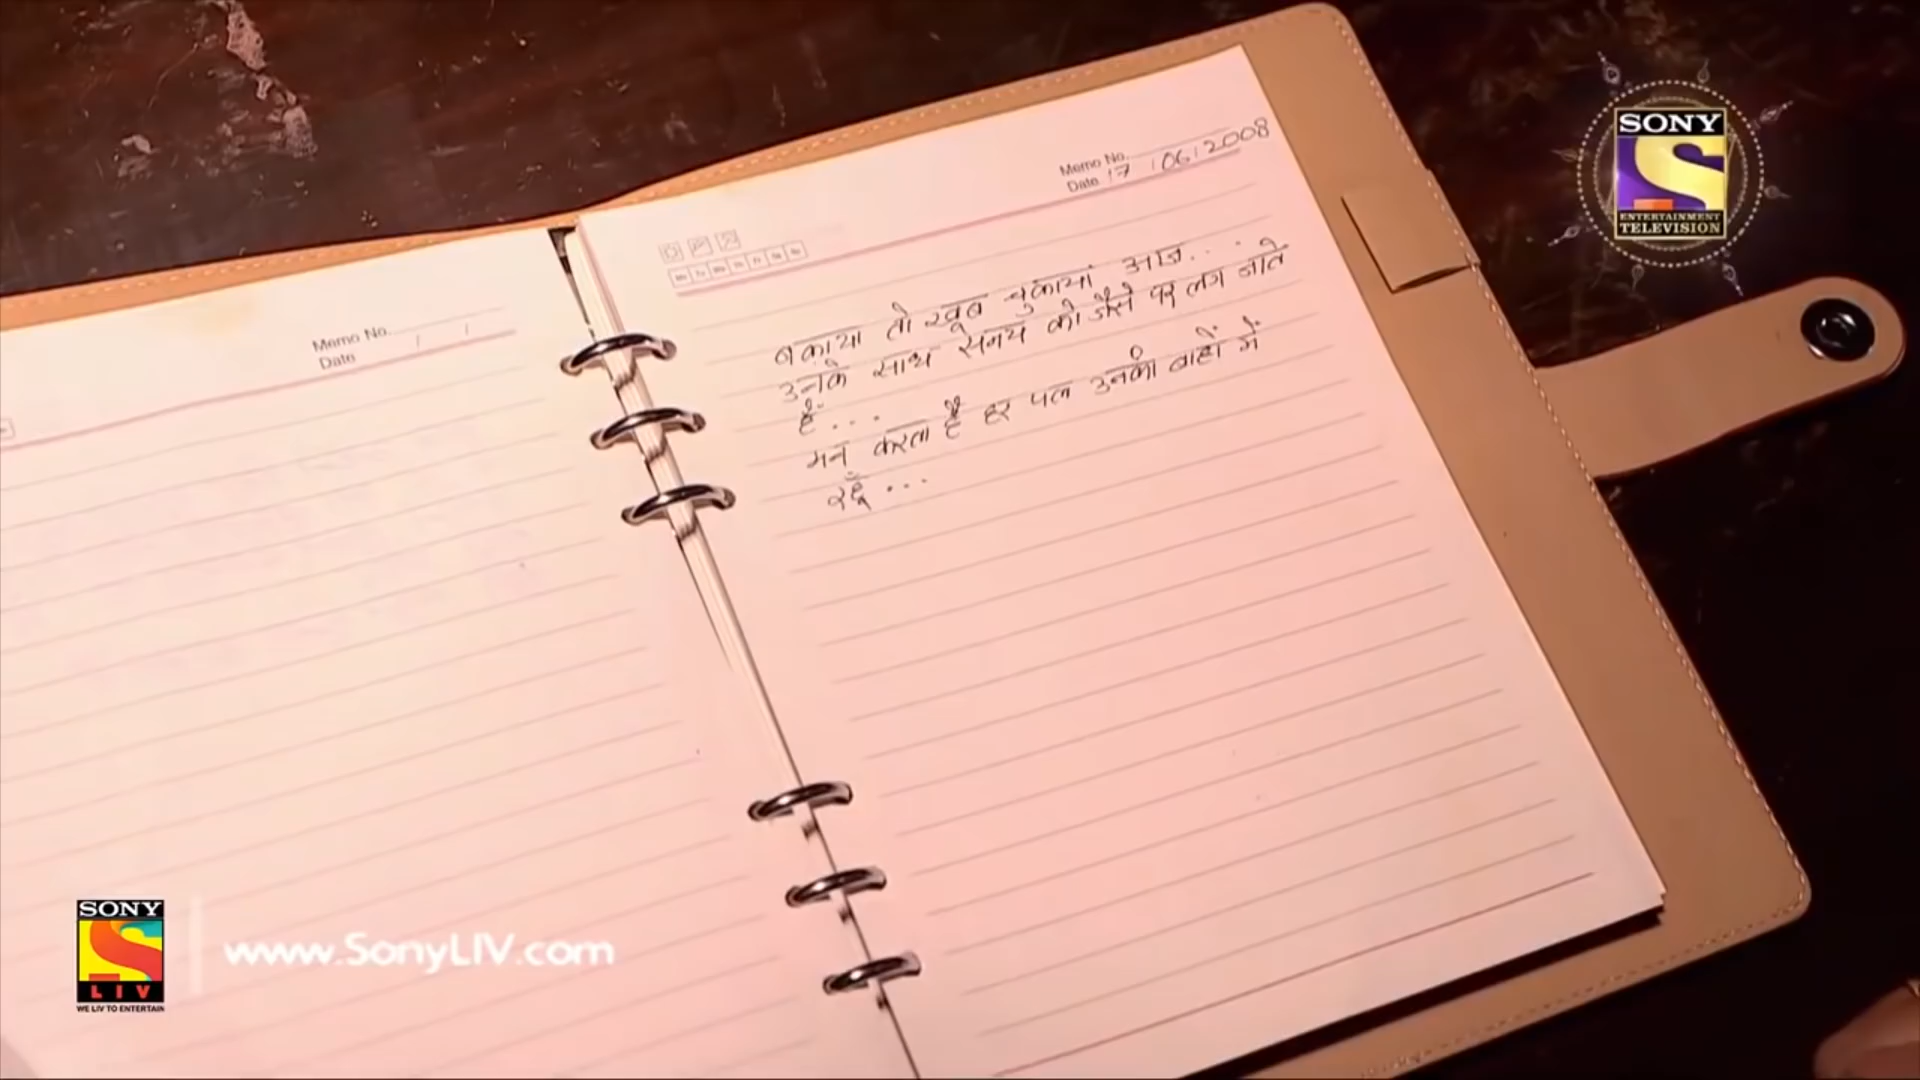 Memo No.
Date 17 / 06 / 2008
बकाया तो खूब चुकाया आज...
उनके साथ समय को जैसे पर लग जाते
हैं...
मन करता है हर पल उनकी बाहों में
रहूँ...
Memo No.
Date / /
SONY
ENTERTAINMENT
TELEVISION
SONY
LIV
WE LIV TO ENTERTAIN
www.SonyLIV.com